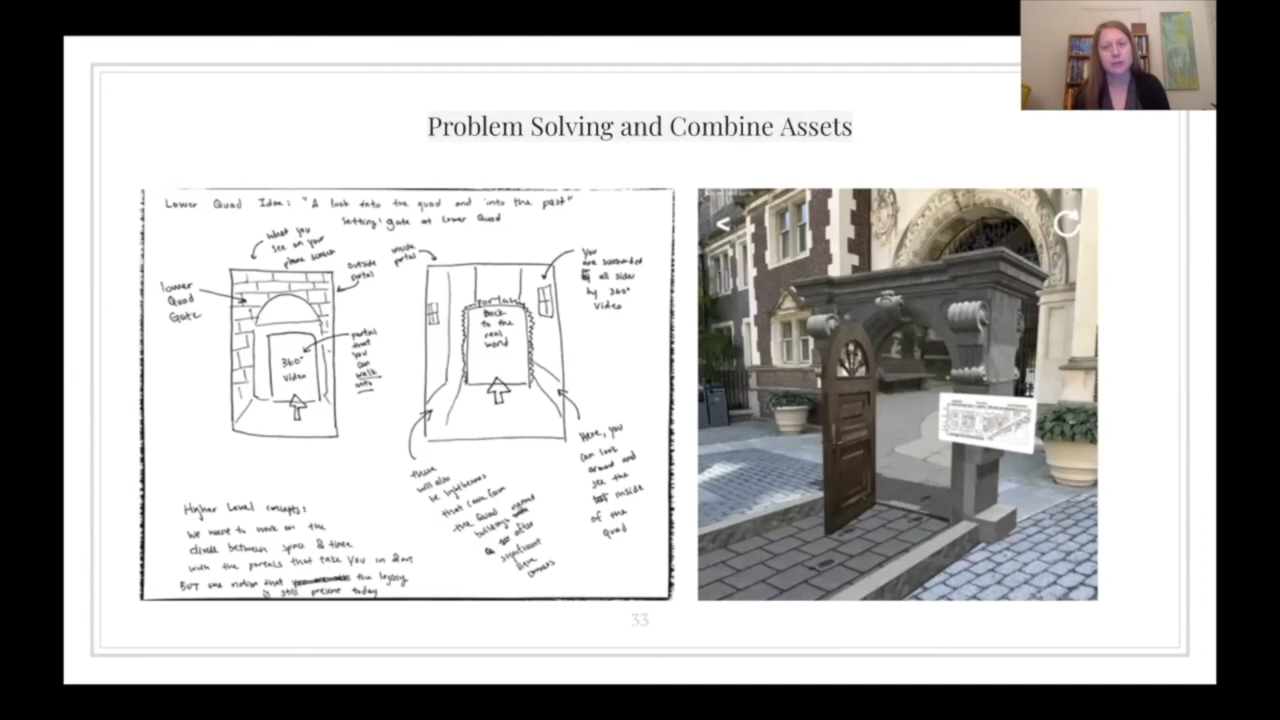 Problem Solving and Combine Assets
Lower Quad Idea: "A look into the quad and into the past"
Setting: gate at Lower Quad
what you
see on your
phone screen
outside
portal
lower
Quad
Gate
360°
video
portal
that
you
can
walk
into
inside
portal
you
are surrounded
all sides
by 360°
video
portal
Back
to the
real
world
these
will also
be
that
the Quad
buildings
after
significant
Here, you
can look
around and
see the
inside
of the
quad
Higher Level concepts:
we want to work on the
divide between space & time
with the portals that take you in
BUT the notion that the legacy
is still present today
33